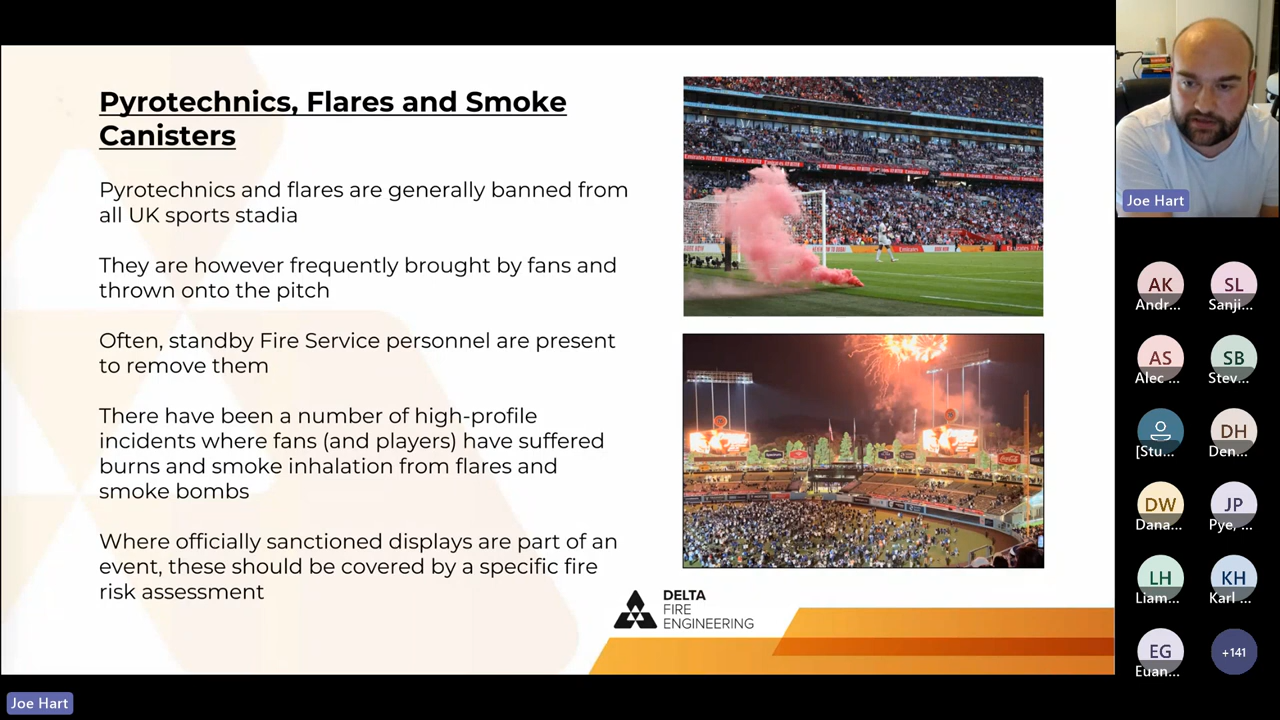 Pyrotechnics, Flares and Smoke
Canisters
Pyrotechnics and flares are generally banned from
all UK sports stadia
They are however frequently brought by fans and
thrown onto the pitch
Often, standby Fire Service personnel are present
to remove them
There have been a number of high-profile
incidents where fans (and players) have suffered
burns and smoke inhalation from flares and
smoke bombs
Where officially sanctioned displays are part of an
event, these should be covered by a specific fire
risk assessment
DELTA
FIRE
ENGINEERING
Joe Hart
AK
Andr...
SL
Sanji...
AS
Alec ...
SB
Stev...
[Stu...
DH
Den...
DW
Dana...
JP
Pye, ...
LH
Liam...
KH
Karl ...
EG
Euan...
+141
Joe Hart